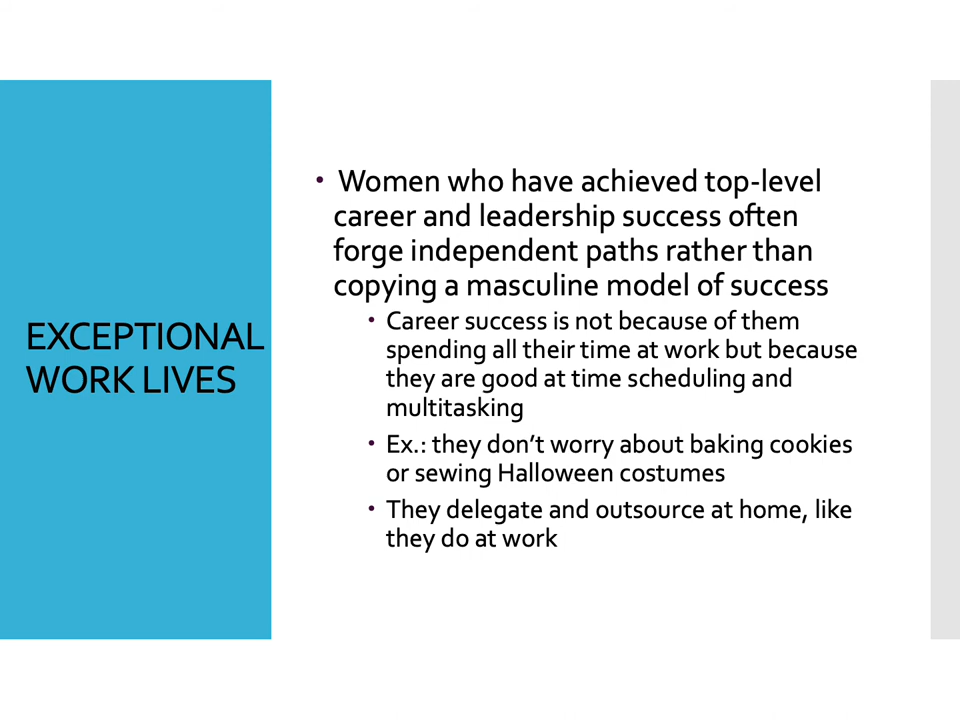 EXCEPTIONAL
WORK LIVES
• Women who have achieved top-level
career and leadership success often
forge independent paths rather than
copying a masculine model of success
• Career success is not because of them
spending all their time at work but because
they are good at time scheduling and
multitasking
• Ex.: they don’t worry about baking cookies
or sewing Halloween costumes
• They delegate and outsource at home, like
they do at work